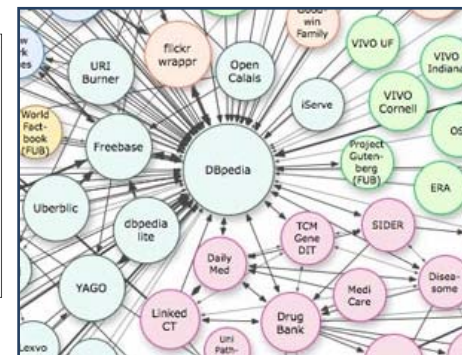 Good-
win
Family
flickr
wrappr
VIVO UF
URI
Burner
Open
Calais
VIVO
Indiana
iServe
VIVO
Cornell
World
Fact-
book
(FUB)
Freebase
DBpedia
Project
Guten-
berg
(FUB)
ERA
Uberblic
dbpedia
lite
TCM
Gene
DIT
SIDER
Daily
Med
YAGO
Medi
Care
Disea-
some
Linked
CT
Drug
Bank
Uni
Path-
Lexvo